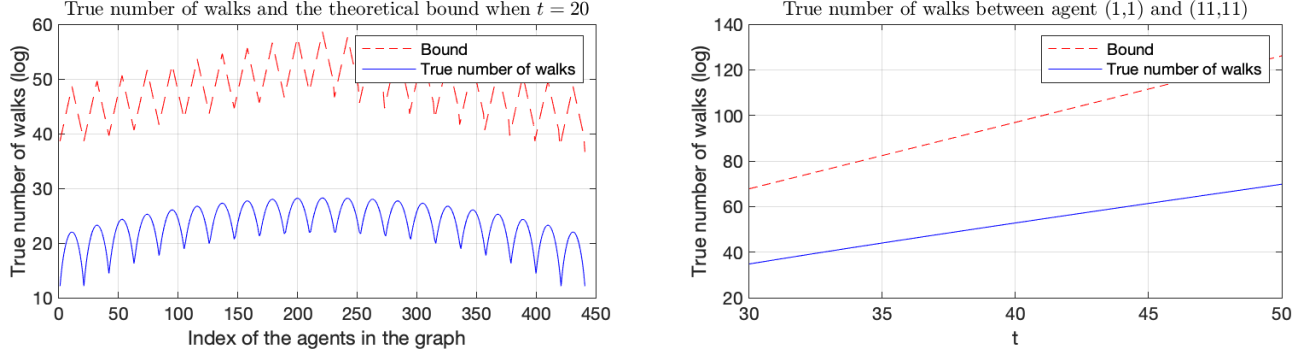 True number of walks and the theoretical bound when t = 20
True number of walks (log)
60
50
40
30
20
10
Bound
True number of walks
0 50 100 150 200 250 300 350 400 450
Index of the agents in the graph
True number of walks between agent (1,1) and (11,11)
True number of walks (log)
140
120
100
80
60
40
20
Bound
True number of walks
30 35 40 45 50
t